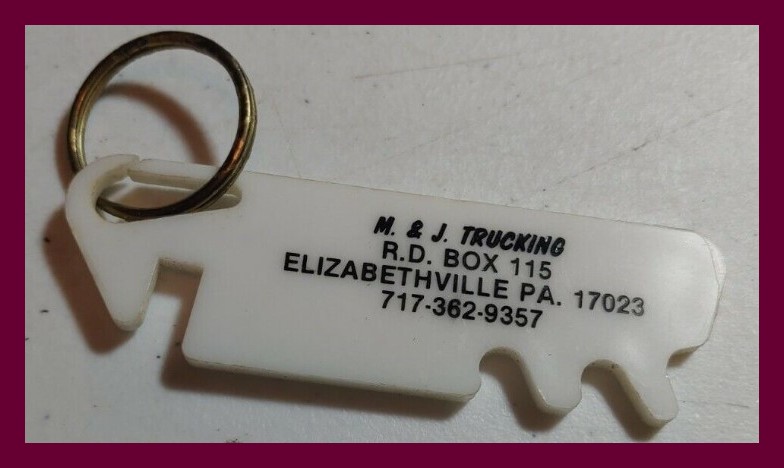 M. & J. TRUCKING
R.D. BOX 115
ELIZABETHVILLE PA. 17023
717-362-9357